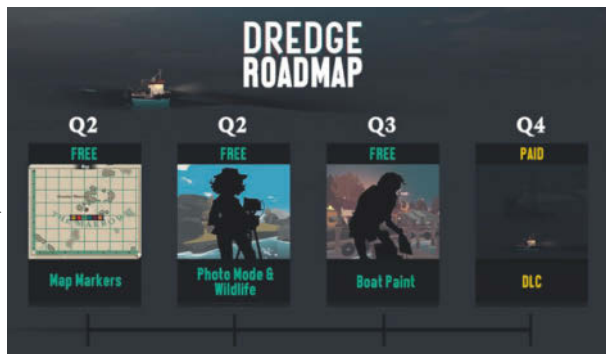 DREDGE
ROADMAP
Q2
FREE
Map Markers
Q2
FREE
Photo Mode &
Wildlife
Q3
FREE
Boat Paint
Q4
PAID
DLC